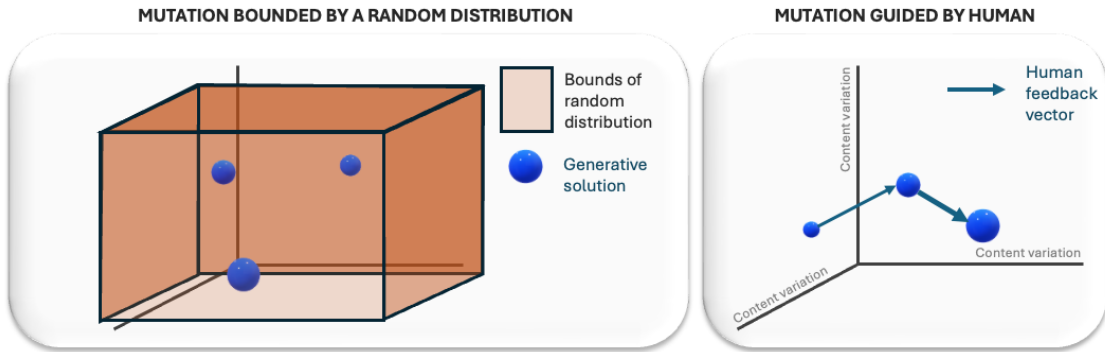 MUTATION BOUNDED BY A RANDOM DISTRIBUTION
Bounds of
random
distribution
Generative
solution
MUTATION GUIDED BY HUMAN
Human
feedback
vector
Content variation
Content variation
Content variation